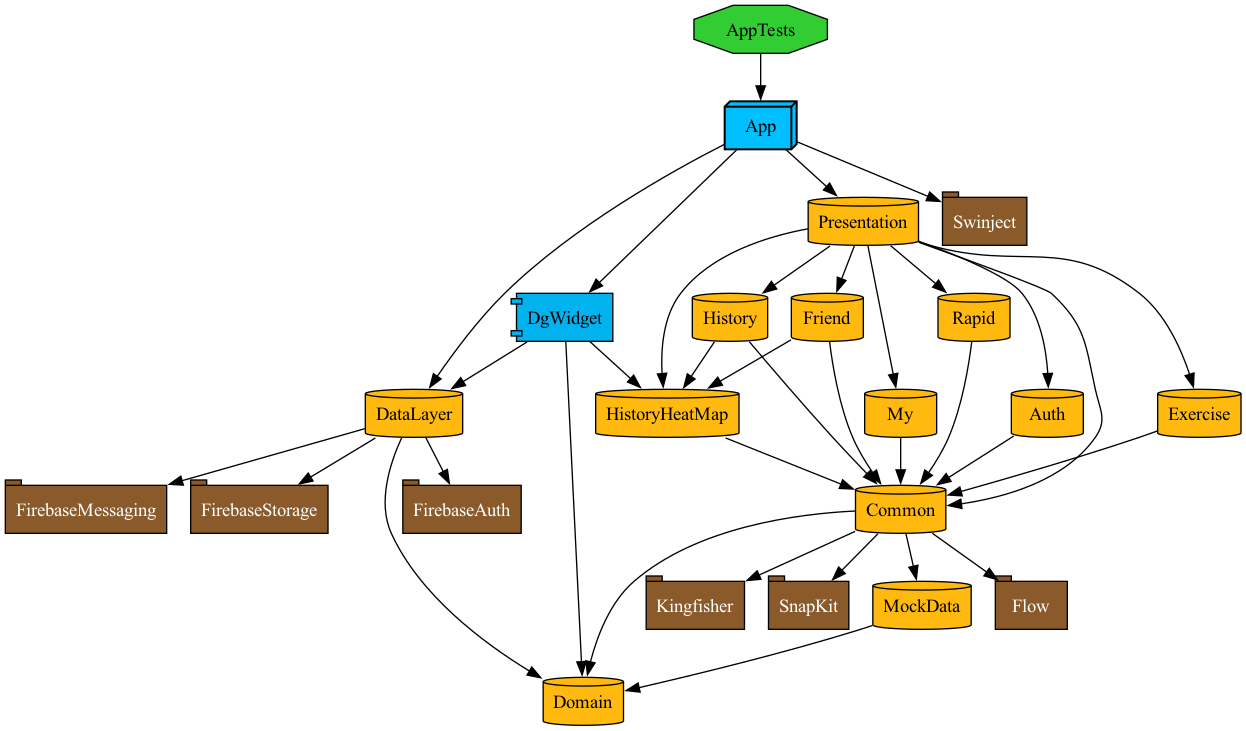 AppTests
App
Presentation
Swinject
DgWidget
History
Friend
Rapid
DataLayer
HistoryHeatMap
My
Auth
Exercise
FirebaseMessaging
FirebaseStorage
FirebaseAuth
Common
Kingfisher
SnapKit
MockData
Flow
Domain